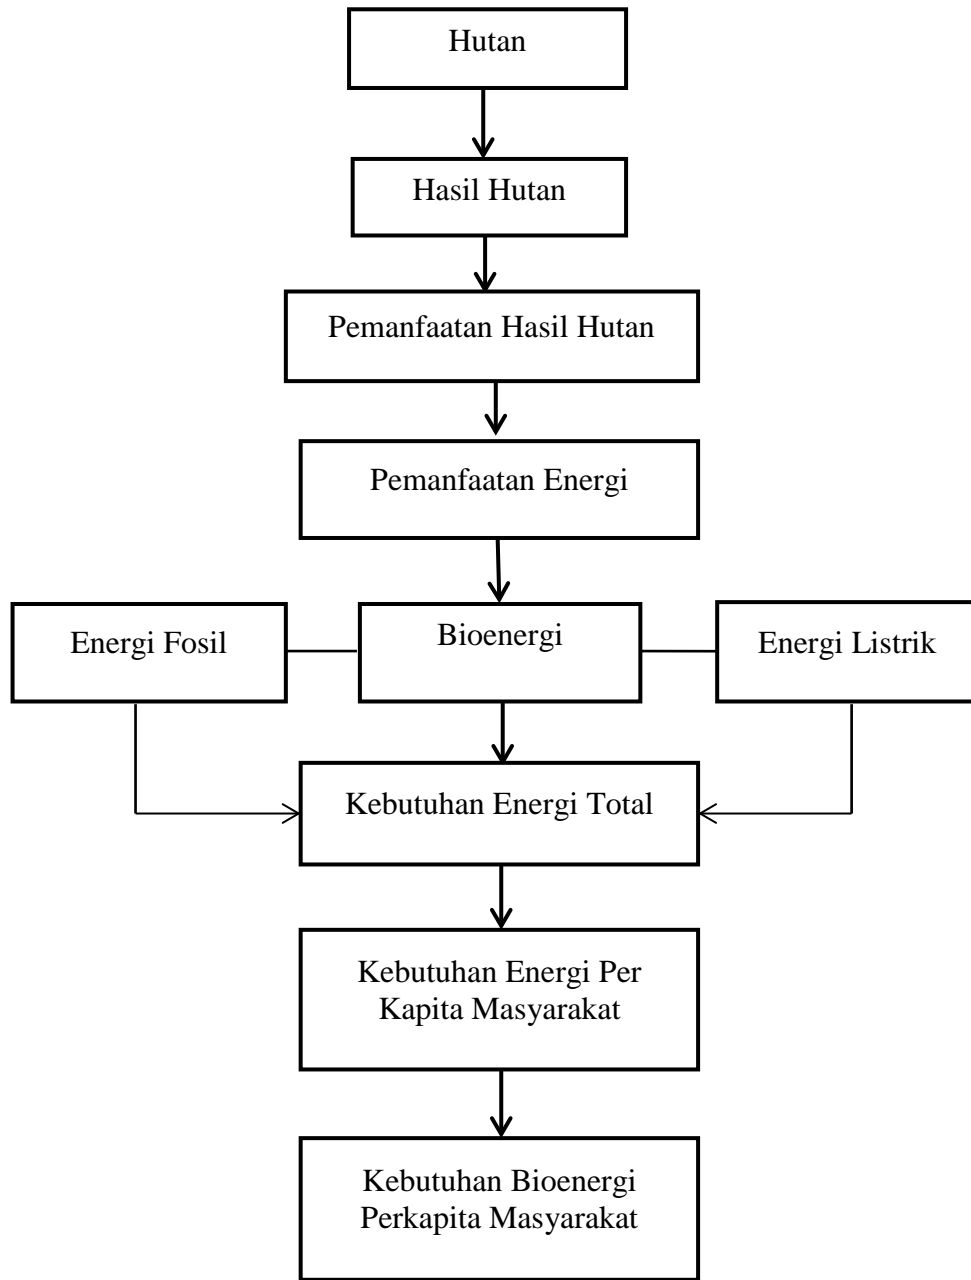 Hutan
Hasil Hutan
Pemanfaatan Hasil Hutan
Pemanfaatan Energi
Energi Fosil
Bioenergi
Energi Listrik
Kebutuhan Energi Total
Kebutuhan Energi Per
Kapita Masyarakat
Kebutuhan Bioenergi
Perkapita Masyarakat